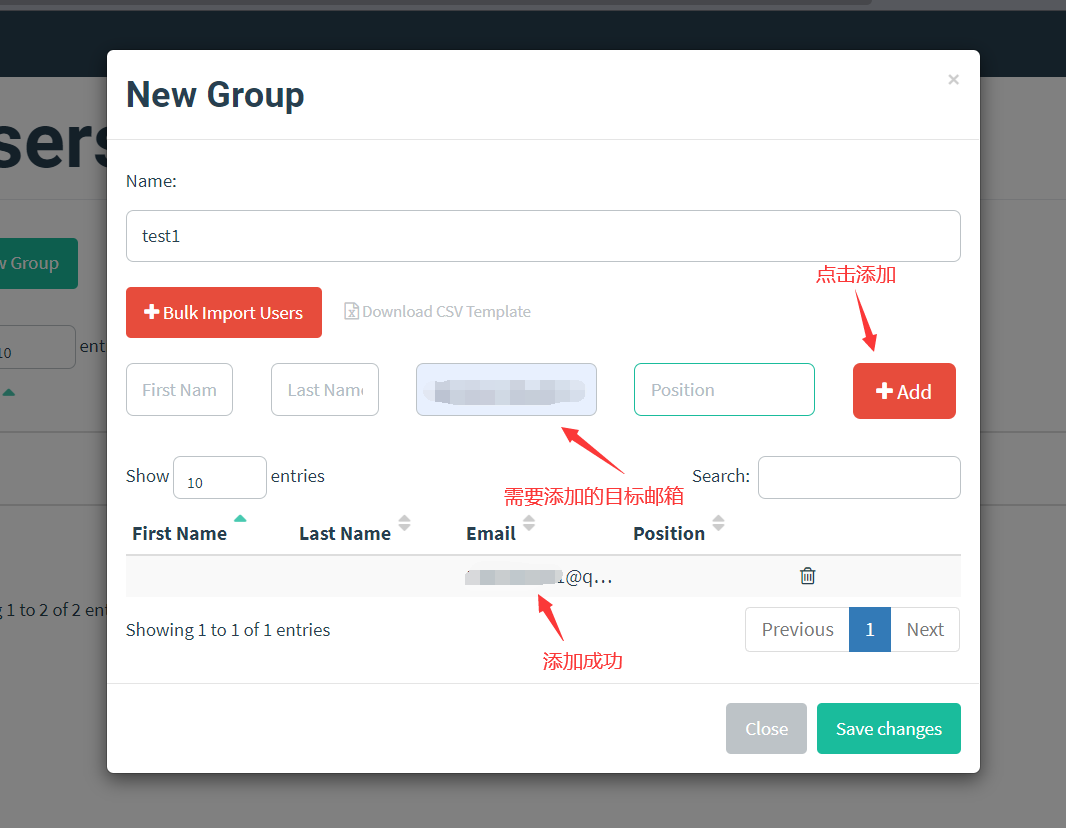 New Group
×
sers
Name:
test1
点击添加
w Group
Bulk Import Users
Download CSV Template
10
ent
First Nam
Last Name
Position
Add
Show 10 entries
Search:
需要添加的目标邮箱
First Name
Last Name
Email
Position
1@q...
1 to 2 of 2 ent
Showing 1 to 1 of 1 entries
Previous
1
Next
添加成功
Close
Save changes